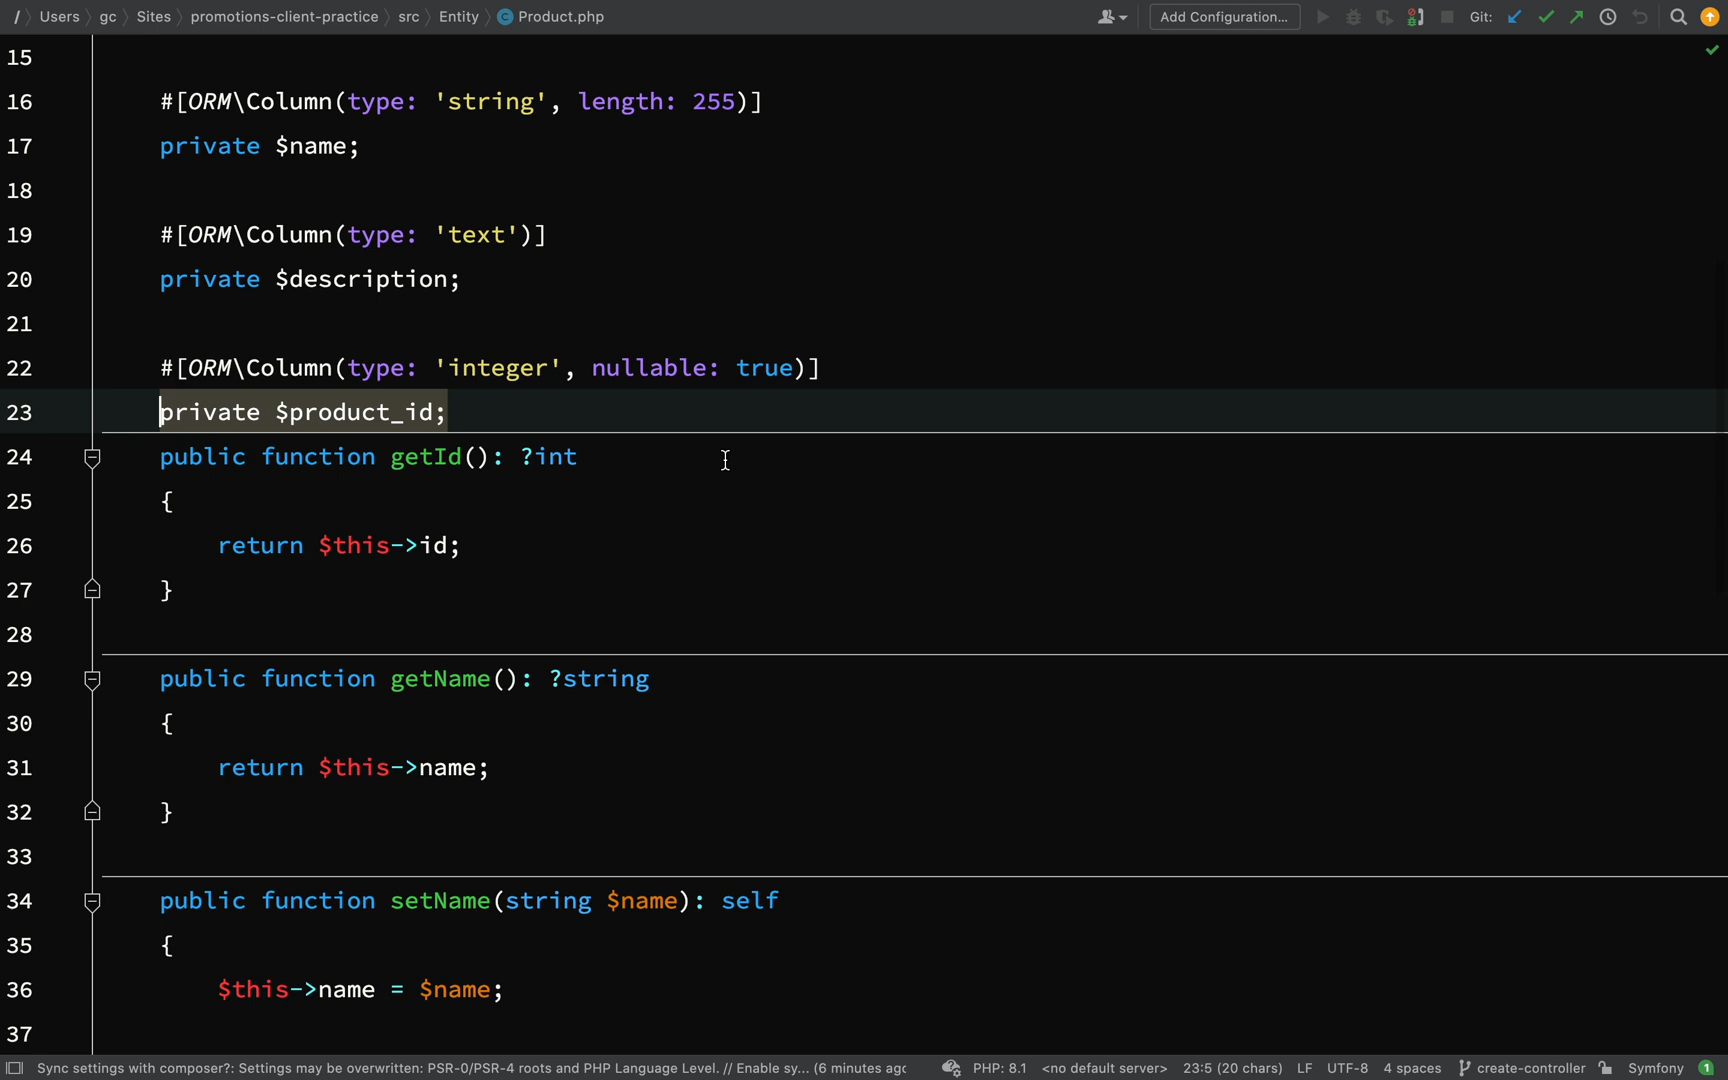 / Users gc Sites promotions-client-practice src Entity C Product.php Add Configuration... Git:
15
16 #[ORM\Column(type: 'string', length: 255)]
17 private $name;
18
19 #[ORM\Column(type: 'text')]
20 private $description;
21
22 #[ORM\Column(type: 'integer', nullable: true)]
23 private $product_id;
24 public function getId(): ?int
25 {
26 return $this->id;
27 }
28
29 public function getName(): ?string
30 {
31 return $this->name;
32 }
33
34 public function setName(string $name): self
35 {
36 $this->name = $name;
37
Sync settings with composer?: Settings may be overwritten: PSR-0/PSR-4 roots and PHP Language Level. // Enable sy... (6 minutes ago PHP: 8.1 <no default server> 23:5 (20 chars) LF UTF-8 4 spaces create-controller Symfony 1